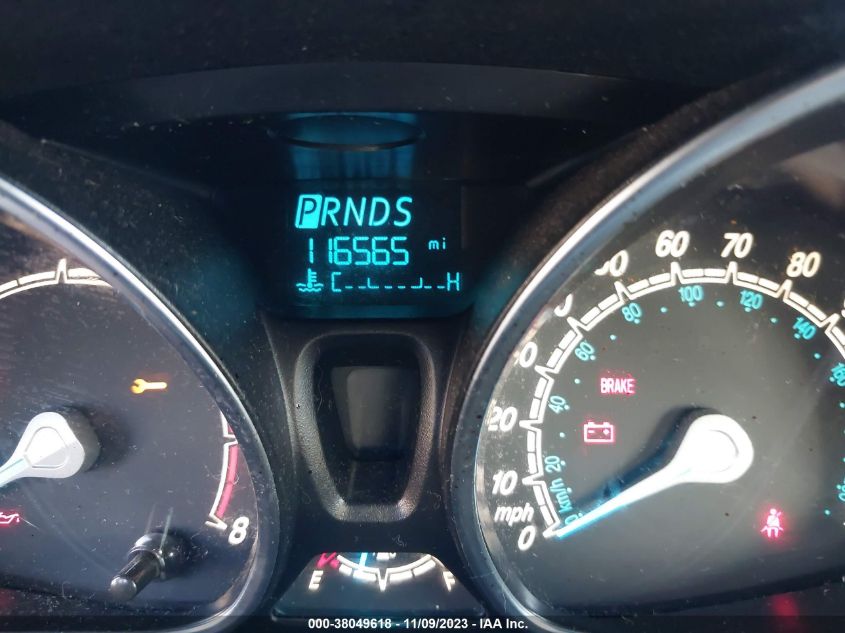 PRNDS
116565 mi
C H
60 70 80
100 120
80 140
60 160
40
20
10
20 km/h
mph
0
BRAKE
8
E F
000-38049618 - 11/09/2023 - IAA Inc.